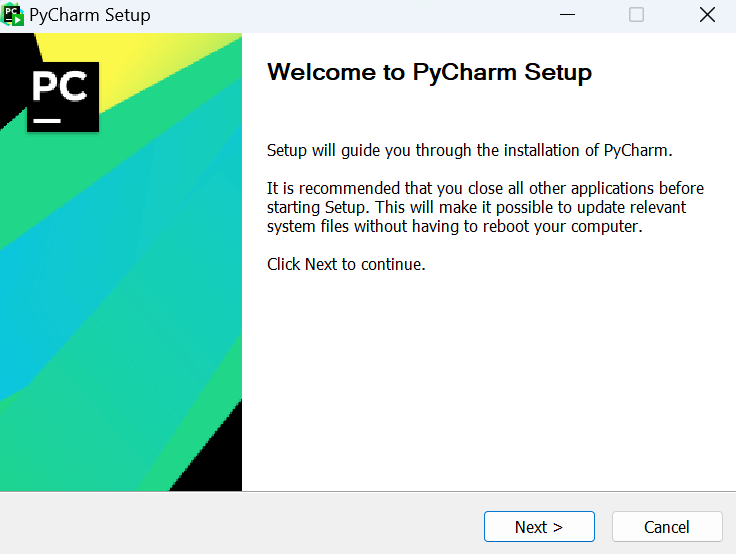 PyCharm Setup
PC
Welcome to PyCharm Setup
Setup will guide you through the installation of PyCharm.
It is recommended that you close all other applications before
starting Setup. This will make it possible to update relevant
system files without having to reboot your computer.
Click Next to continue.
Next >
Cancel